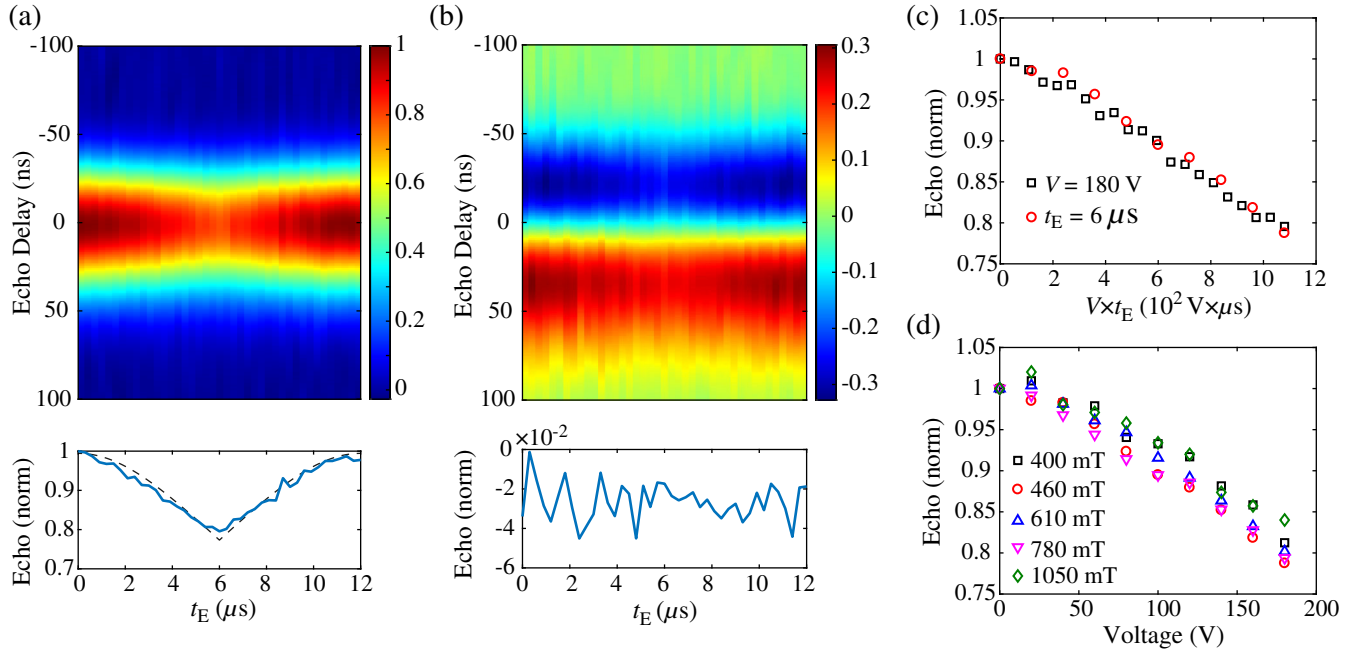 (a)
-100
-50
0
50
100
Echo Delay (ns)
1
0.8
0.6
0.4
0.2
0
1
0.9
0.8
0.7
Echo (norm)
0 2 4 6 8 10 12
tE (μs)
(b)
-100
-50
0
50
100
Echo Delay (ns)
0.3
0.2
0.1
0
-0.1
-0.2
-0.3
×10-2
0
-2
-4
-6
Echo (norm)
0 2 4 6 8 10 12
tE (μs)
(c)
1.05
1
0.95
0.9
0.85
0.8
0.75
Echo (norm)
V = 180 V
tE = 6 μs
0 2 4 6 8 10 12
V×tE (10² V×μs)
(d)
1.05
1
0.95
0.9
0.85
0.8
0.75
Echo (norm)
400 mT
460 mT
610 mT
780 mT
1050 mT
0 50 100 150 200
Voltage (V)